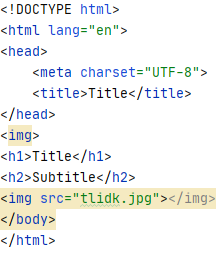 <!DOCTYPE html>
<html lang="en">
<head>
    <meta charset="UTF-8">
    <title>Title</title>
</head>
<img>
<h1>Title</h1>
<h2>Subtitle</h2>
<img src="tlidk.jpg"></img>
</body>
</html>